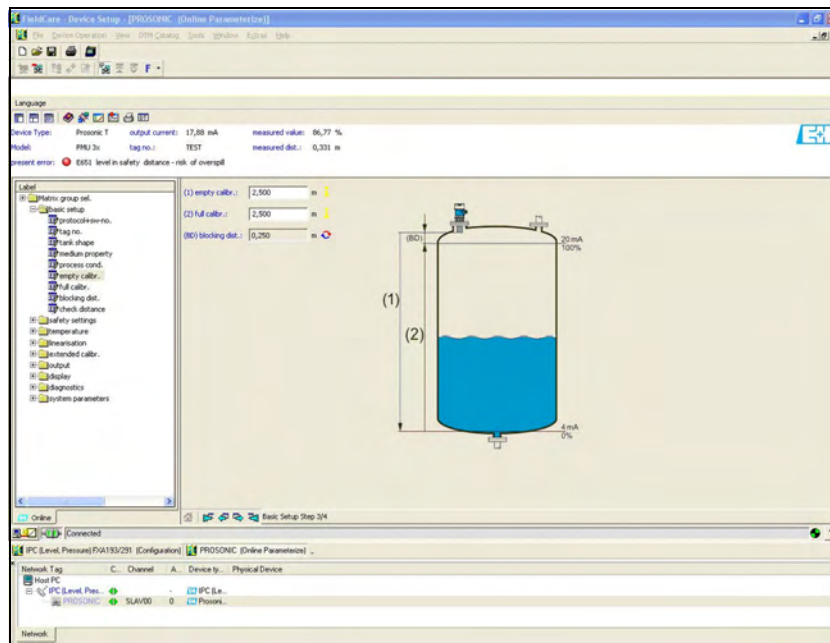 FieldCare - Device Setup - [PROSONIC (Online Parameterize)]
File Device Operation View DTM Catalog Tools Window Extras Help
F
Language
Device Type: Prosonic T output current: 17,88 mA measured value: 86,77 %
Model: FMU 3x tag no.: TEST measured dist.: 0,331 m
present error: E651 level in safety distance - risk of overspill
E+H
Label
Matrix group sel.
basic setup
protocol+sw-no.
tag no.
tank shape
medium property
process cond.
empty calibr.
full calibr.
blocking dist.
check distance
safety settings
temperature
linearisation
extended calibr.
output
display
diagnostics
system parameters
(1) empty calibr.: 2,500 m
(2) full calibr.: 2,500 m
(BD) blocking dist.: 0,250 m
(BD)
20 mA
100%
(1)
(2)
4 mA
0%
Online
Basic Setup Step 3/4
Connected
IPC (Level, Pressure) FXA193/291 (Configuration) PROSONIC (Online Parameterize)
Network Tag C... Channel A... Device ty... Physical Device
Host PC
IPC (Level, Pres... - IPC (Le...
PROSONIC SLAV00 0 Prosoni...
Network